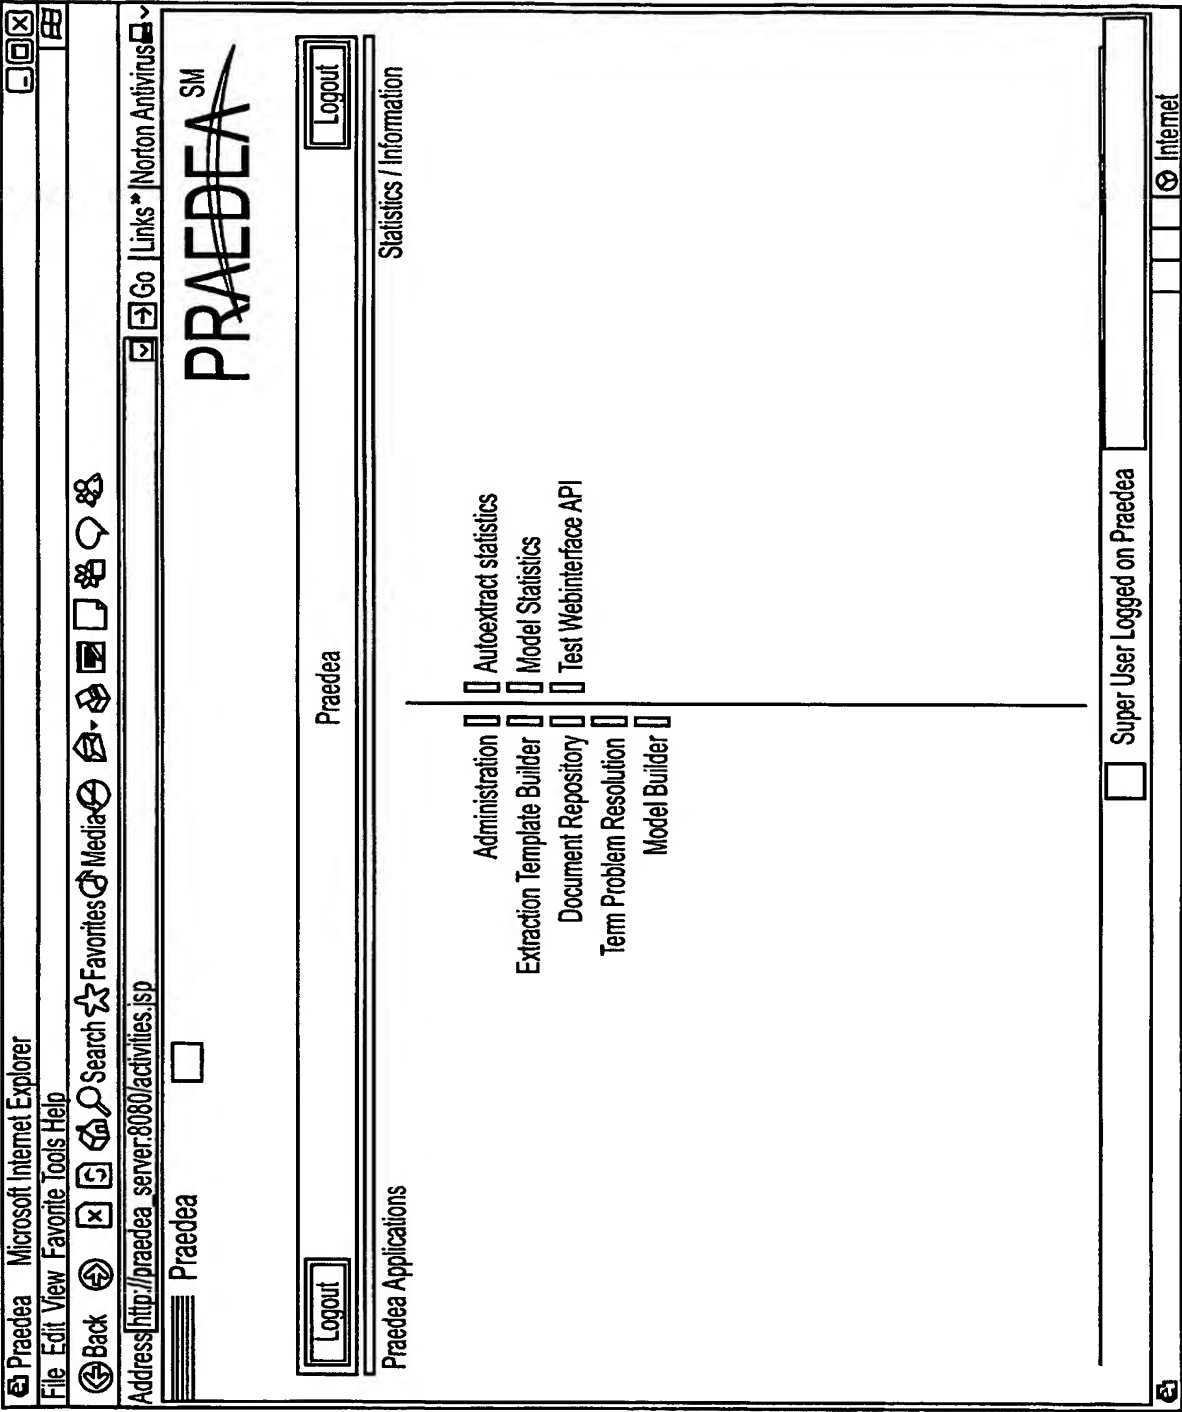 Praedea Microsoft Internet Explorer
File Edit View Favorite Tools Help
Back Search Favorites Media
Address http://praedea_server:8080/activities.jsp Go Links» Norton Antivirus
Praedea
PRAEDEA SM
Logout Praedea Logout
Praedea Applications Statistics / Information
Administration Autoextract statistics
Extraction Template Builder Model Statistics
Document Repository Test Webinterface API
Term Problem Resolution
Model Builder
Super User Logged on Praedea
Internet